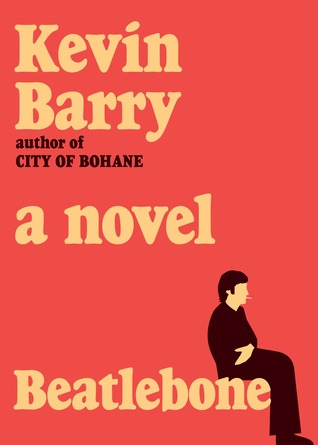 Kevin
Barry
author of
CITY OF BOHANE
a novel
Beatlebone